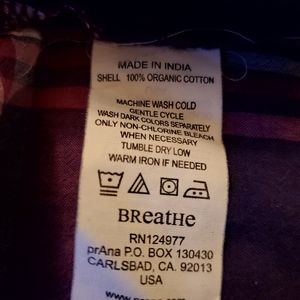 MADE IN INDIA
SHELL 100% ORGANIC COTTON
MACHINE WASH COLD
GENTLE CYCLE
WASH DARK COLORS SEPARATELY
ONLY NON-CHLORINE BLEACH
WHEN NECESSARY
TUMBLE DRY LOW
WARM IRON IF NEEDED
BReatHe
RN124977
prAna P.O. BOX 130430
CARLSBAD, CA. 92013
USA